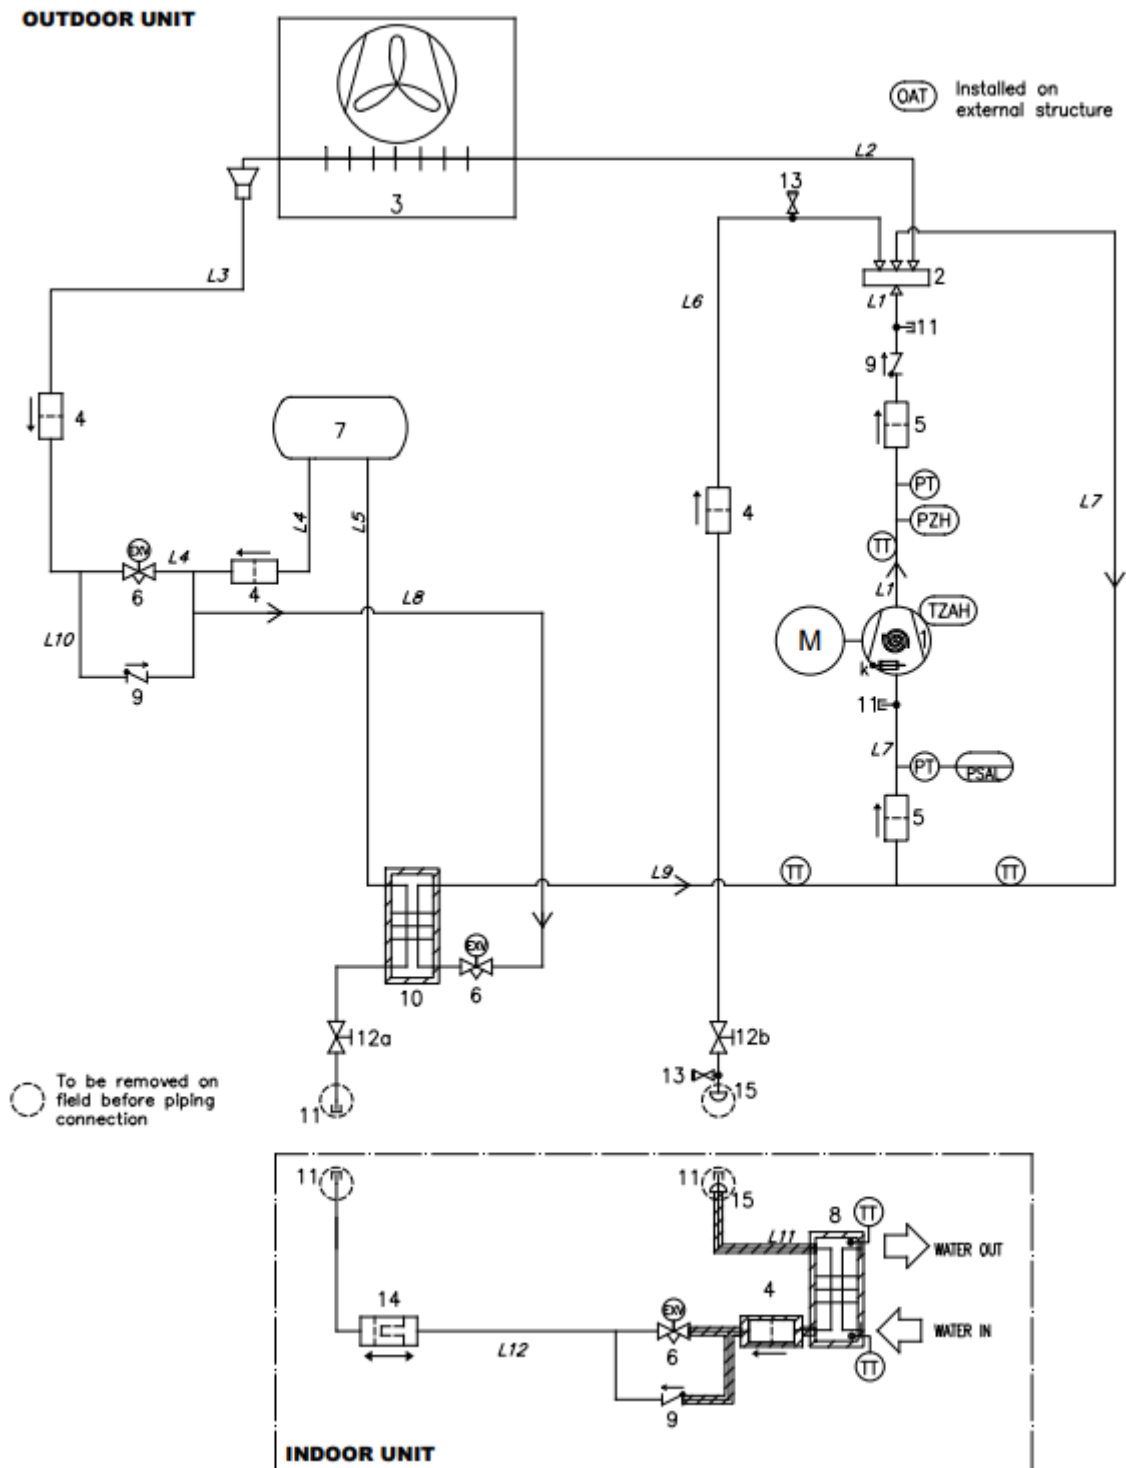 OUTDOOR UNIT
OAT
Installed on
external structure
L2
13
3
L3
2
L6
L1
11
9
4
5
7
PT
L7
L4
L5
4
PZH
TT
EXV
L4
4
6
L8
L1
TZAH
L10
M
1
k
9
11
L7
PT
PSAL
5
L9
TT
TT
EXV
10
6
12a
12b
To be removed on
field before piping
connection
13
15
11
11
11
15
8
TT
L11
WATER OUT
4
14
EXV
WATER IN
6
L12
TT
9
INDOOR UNIT